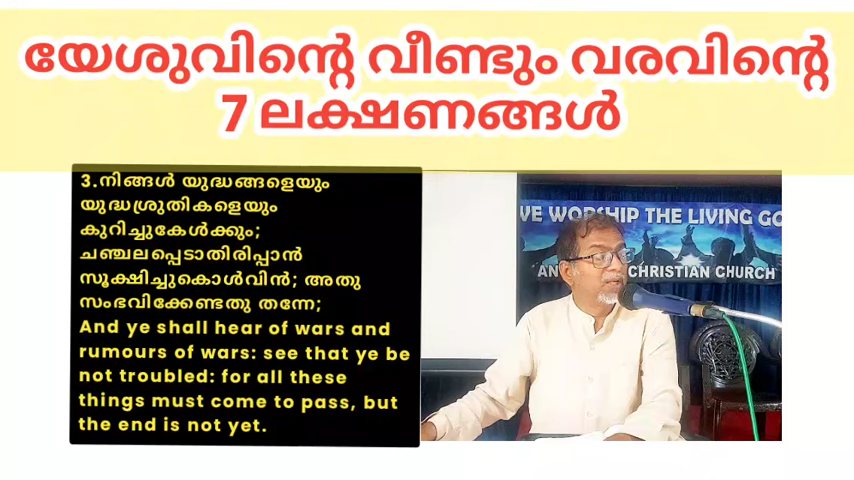 യേശുവിന്റെ വീണ്ടും വരവിന്റെ
7 ലക്ഷണങ്ങൾ
3.നിങ്ങൾ യുദ്ധങ്ങളെയും
യുദ്ധശ്രുതികളെയും
കുറിച്ചുകേൾക്കും;
ചഞ്ചലപ്പെടാതിരിപ്പാൻ
സൂക്ഷിച്ചുകൊൾവിൻ; അതു
സംഭവിക്കേണ്ടതു തന്നേ;
And ye shall hear of wars and
rumours of wars: see that ye be
not troubled: for all these
things must come to pass, but
the end is not yet.
WE WORSHIP THE LIVING GO
CHRISTIAN CHURCH